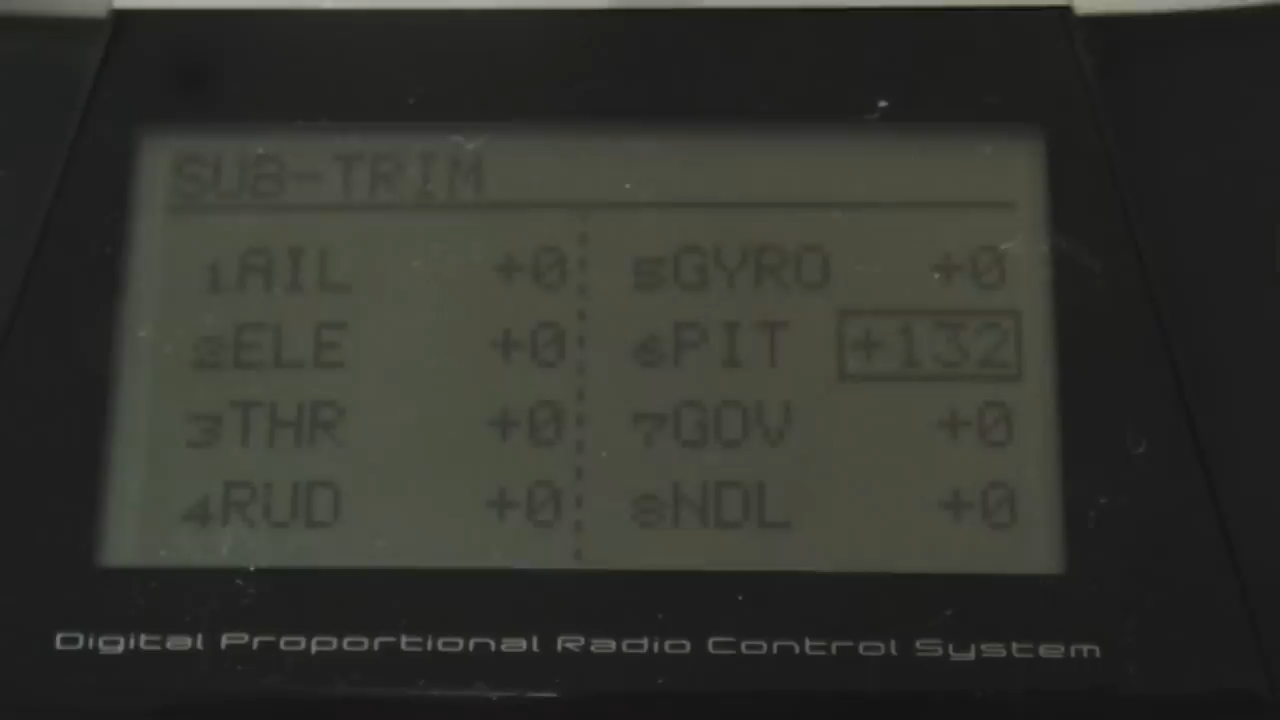 SUB-TRIM
1AIL +0 5GYRO +0
2ELE +0 6PIT +132
3THR +0 7GOV +0
4RUD +0 8NDL +0
Digital Proportional Radio Control System